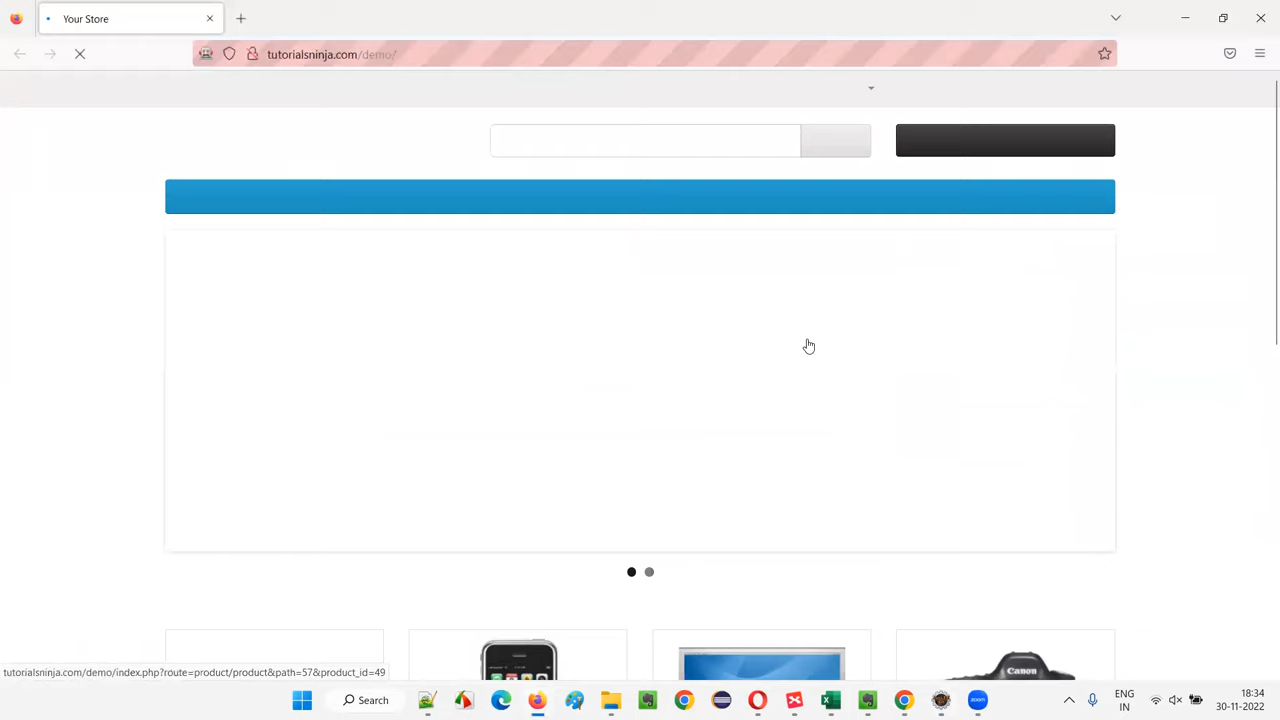 Your Store
tutorialsninja.com/demo/
Canon
tutorialsninja.com/demo/index.php?route=product/product&path=57&product_id=49
Search
zoom
ENG
IN
18:34
30-11-2022